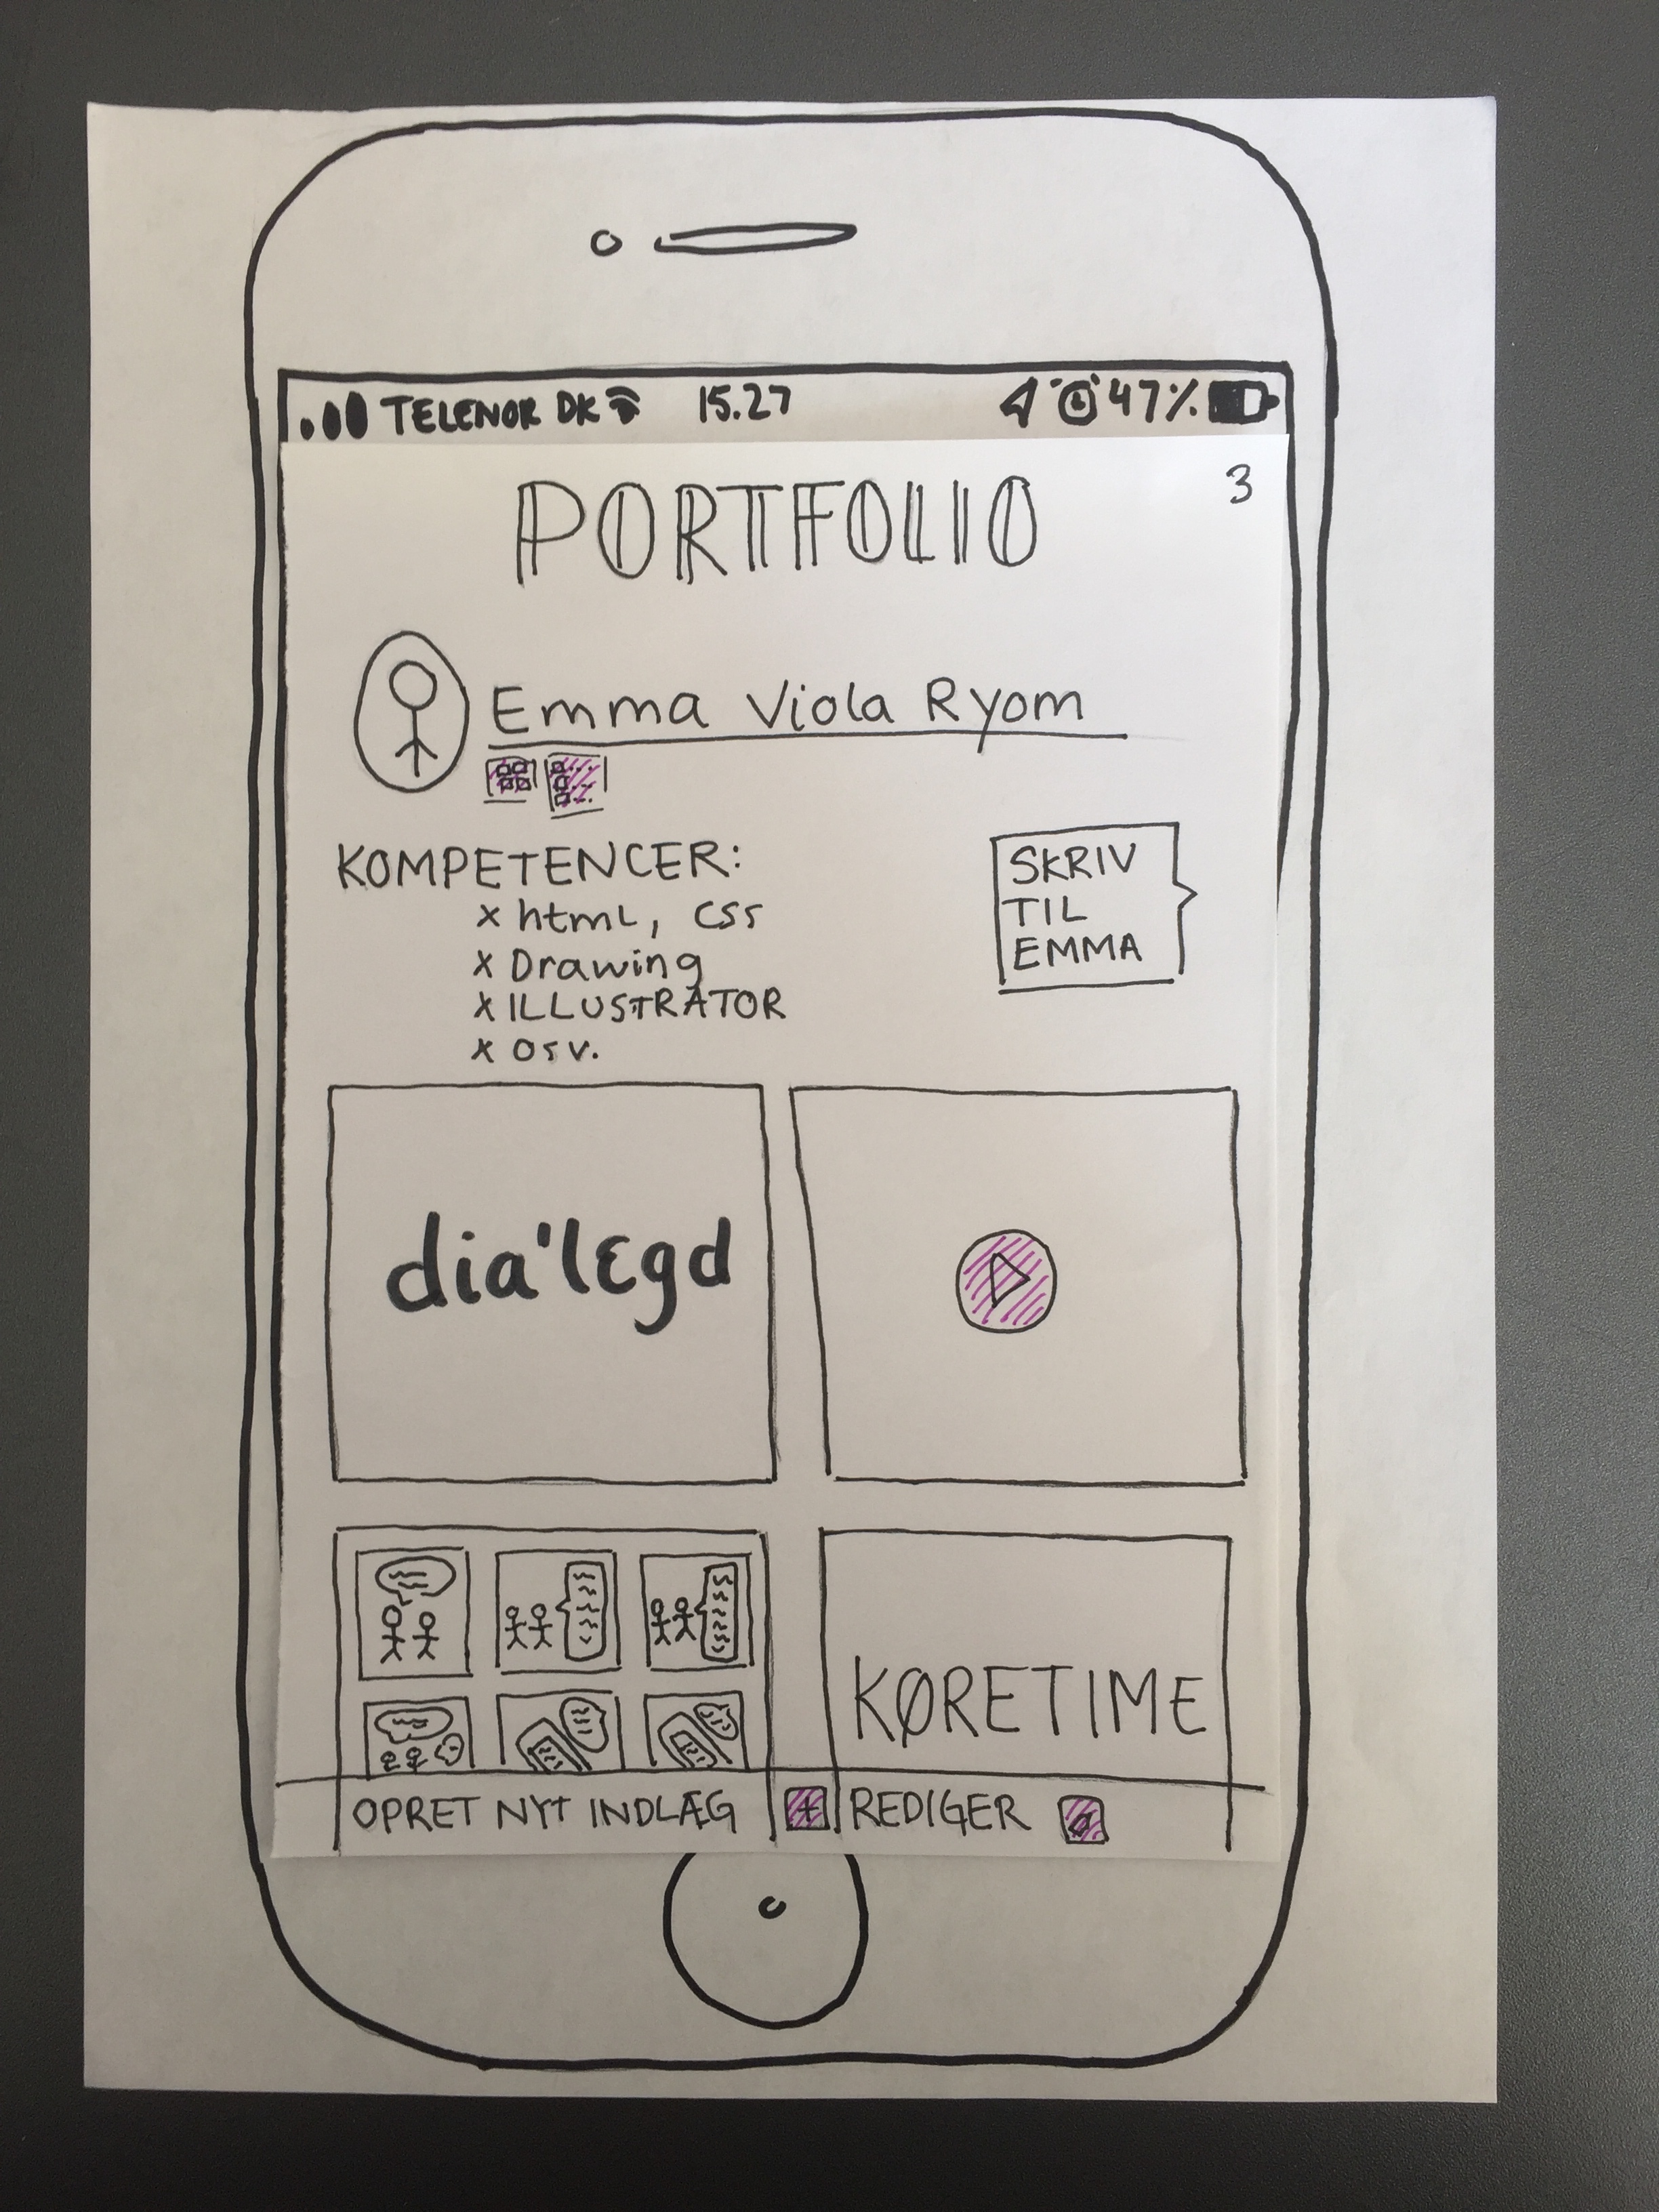 TELENOR DK 15.27 47%
PORTFOLIO
3
Emma Viola Ryom
KOMPETENCER:
x html, css
x Drawing
x ILLUSTRATOR
x osv.
SKRIV
TIL
EMMA
dia'lɛgd
KØRETIME
OPRET NYT INDLÆG + REDIGER